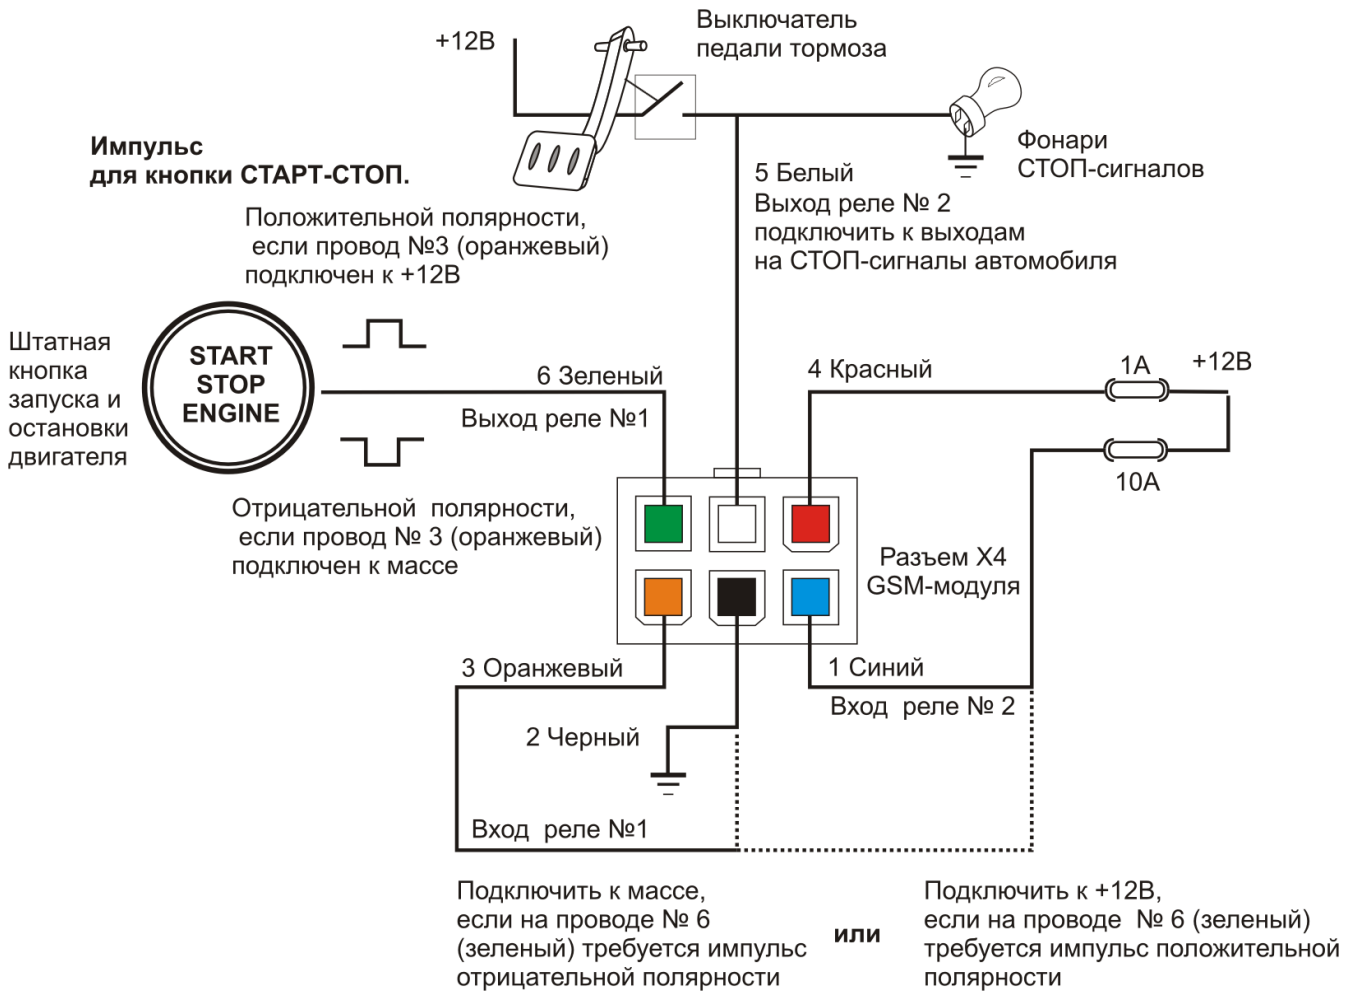 +12В
Выключатель
педали тормоза
Импульс
для кнопки СТАРТ-СТОП.
Фонари
СТОП-сигналов
5 Белый
Выход реле № 2
подключить к выходам
на СТОП-сигналы автомобиля
Положительной полярности,
если провод №3 (оранжевый)
подключен к +12В
Штатная
кнопка
запуска и
остановки
двигателя
START
STOP
ENGINE
6 Зеленый
Выход реле №1
4 Красный
1А
+12В
10А
Отрицательной полярности,
если провод № 3 (оранжевый)
подключен к массе
Разъем Х4
GSM-модуля
3 Оранжевый
1 Синий
Вход реле № 2
2 Черный
Вход реле №1
Подключить к массе,
если на проводе № 6
(зеленый) требуется импульс
отрицательной полярности
или
Подключить к +12В,
если на проводе № 6 (зеленый)
требуется импульс положительной
полярности